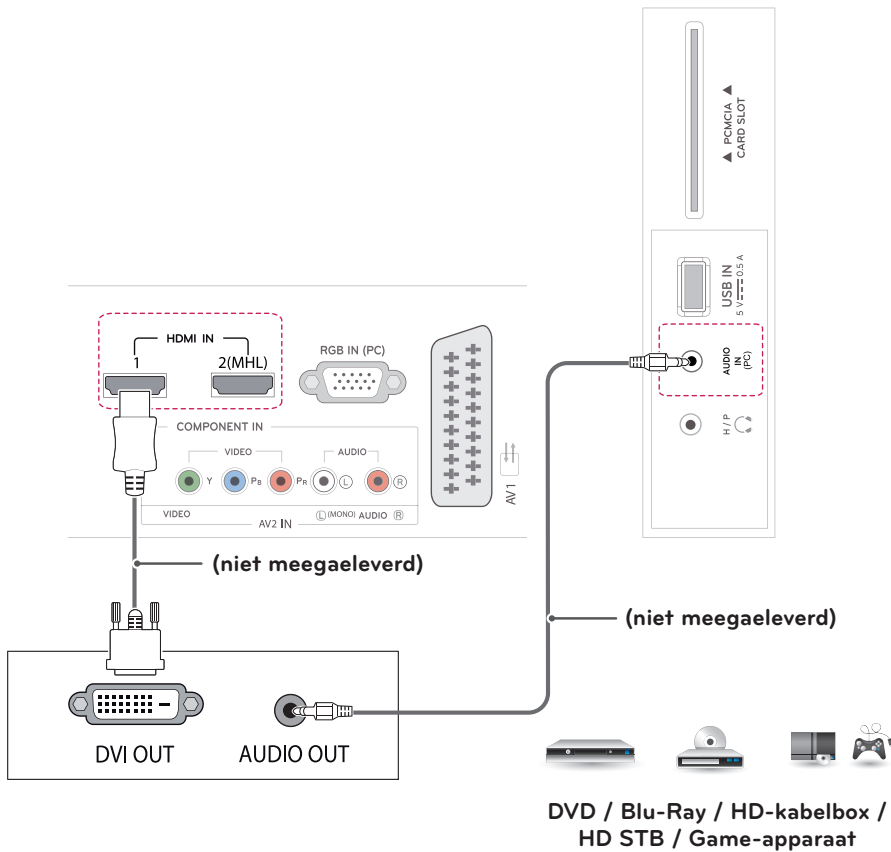 ▲ PCMCIA ▲
CARD SLOT
USB IN
5 V 0.5 A
AUDIO
IN
(PC)
H / P
HDMI IN
1
2(MHL)
RGB IN (PC)
COMPONENT IN
VIDEO
AUDIO
Y
PB
PR
L
R
VIDEO
L (MONO) AUDIO R
AV2 IN
AV1
(niet meegaeleverd)
(niet meegaeleverd)
DVI OUT
AUDIO OUT
DVD / Blu-Ray / HD-kabelbox /
HD STB / Game-apparaat